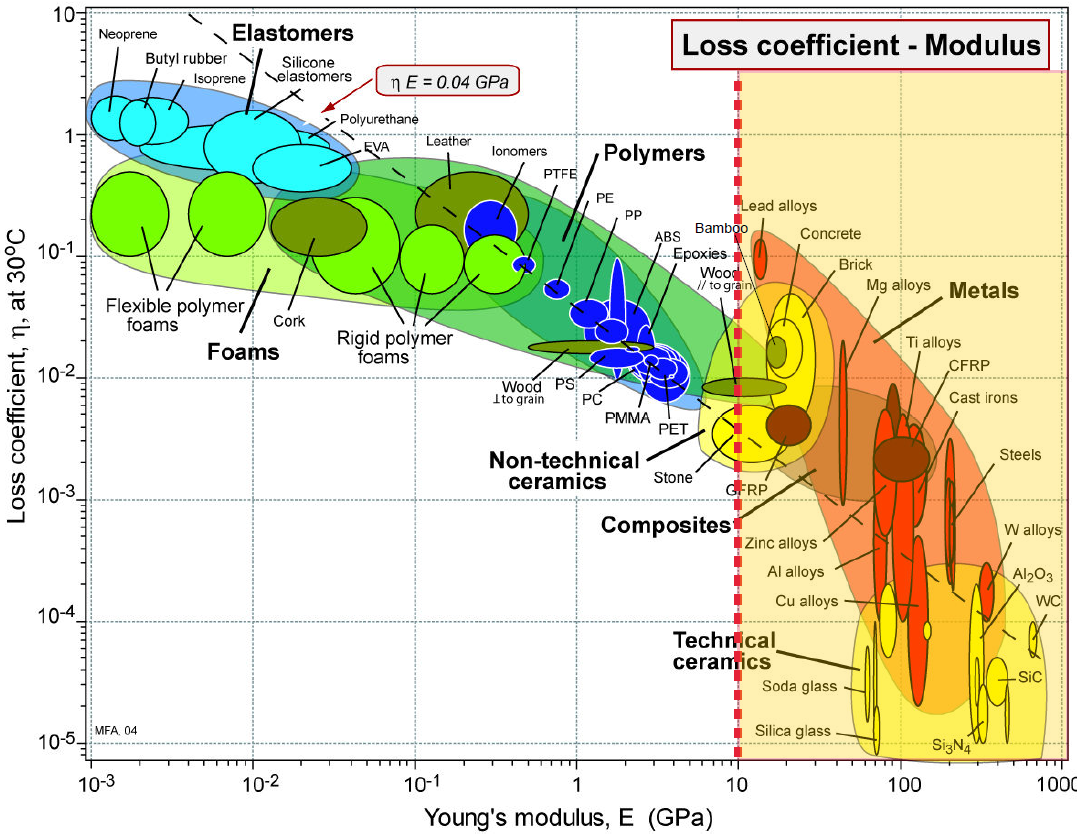 Loss coefficient - Modulus
10
1
10-1
10-2
10-3
10-4
10-5
Loss coefficient, η, at 30°C
Neoprene
Butyl rubber
Isoprene
Elastomers
Silicone
elastomers
η E = 0.04 GPa
Polyurethane
EVA
Leather
Ionomers
Polymers
PTFE
PE
PP
ABS
Epoxies
Bamboo
Wood
// to grain
Lead alloys
Concrete
Brick
Mg alloys
Metals
Ti alloys
CFRP
Cast irons
Steels
W alloys
Al2O3
WC
SiC
Si3N4
Flexible polymer
foams
Foams
Cork
Rigid polymer
foams
Wood
⊥to grain
PS
PC
PMMA
PET
Non-technical
ceramics
Stone
GFRP
Composites
Zinc alloys
Al alloys
Cu alloys
Technical
ceramics
Soda glass
Silica glass
MFA, 04
10-3
10-2
10-1
1
10
100
1000
Young's modulus, E (GPa)